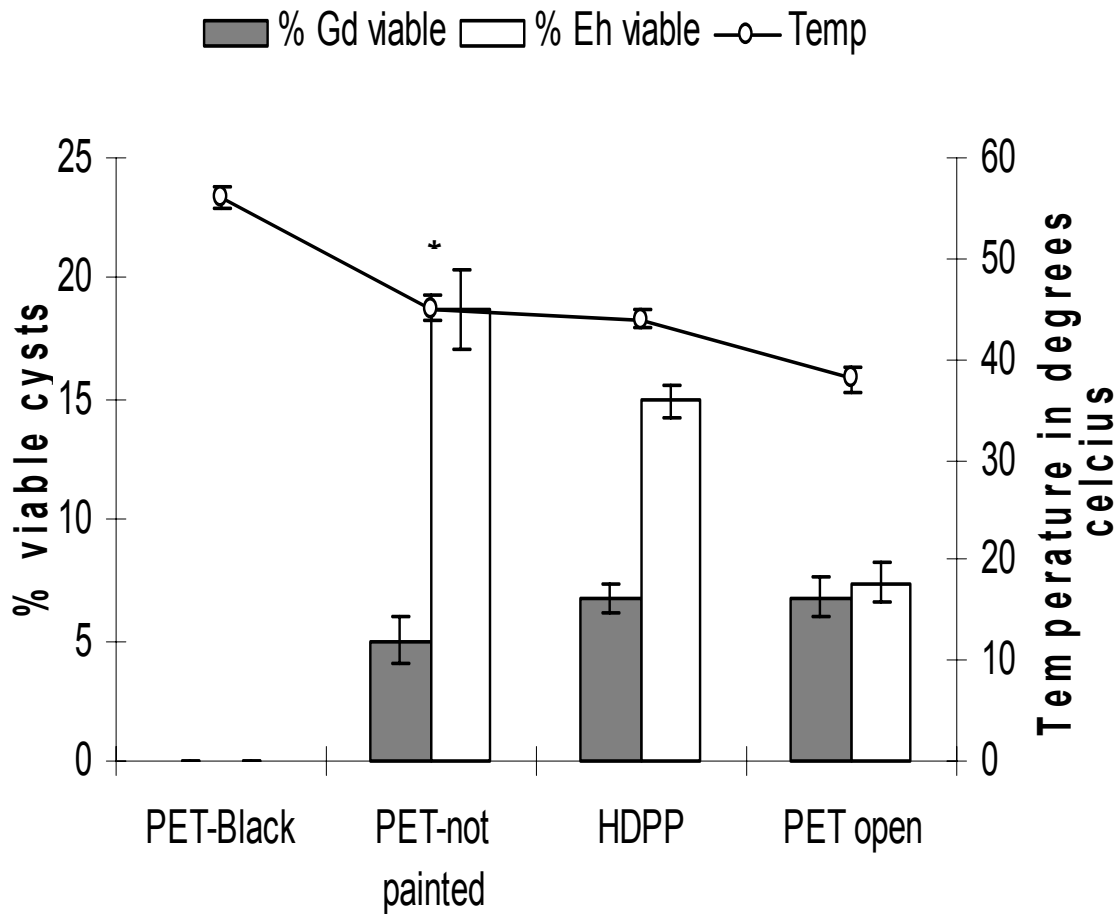 % Gd viable % Eh viable Temp
25
20
15
10
5
0
% viable cysts
*
60
50
40
30
20
10
0
Temperature in degrees
celcius
PET-Black
PET-not
painted
HDPP
PET open